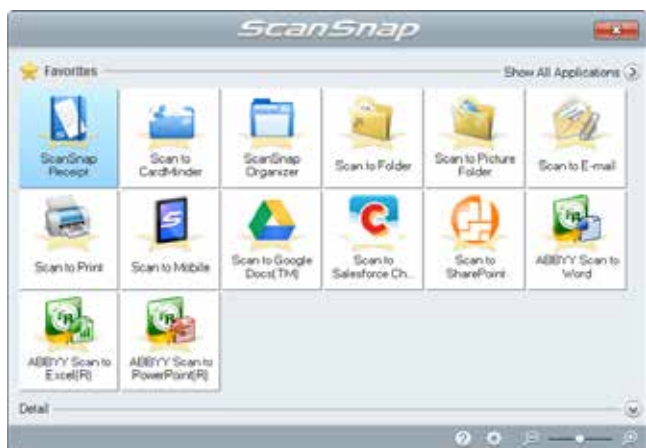 ScanSnap
Favorites
Show All Applications
ScanSnap
Receipt
Scan to
CardMinder
ScanSnap
Organizer
Scan to Folder
Scan to Picture
Folder
Scan to E-mail
Scan to Print
Scan to Mobile
Scan to Google
Docs(TM)
Scan to
Salesforce Ch...
Scan to
SharePoint
ABBYY Scan to
Word
ABBYY Scan to
Excel(R)
ABBYY Scan to
PowerPoint(R)
Detail